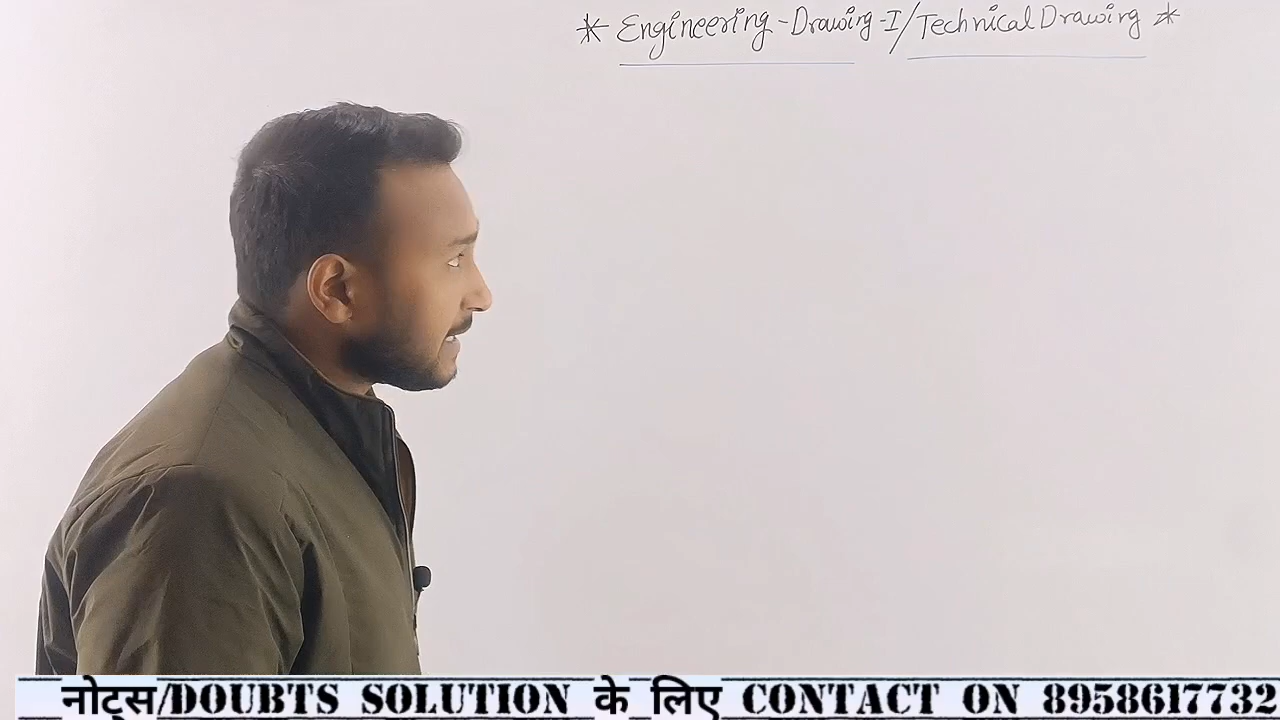 * Engineering-Drawing-I/Technical Drawing *
नोट्स/DOUBTS SOLUTION के लिए CONTACT ON 8958617732